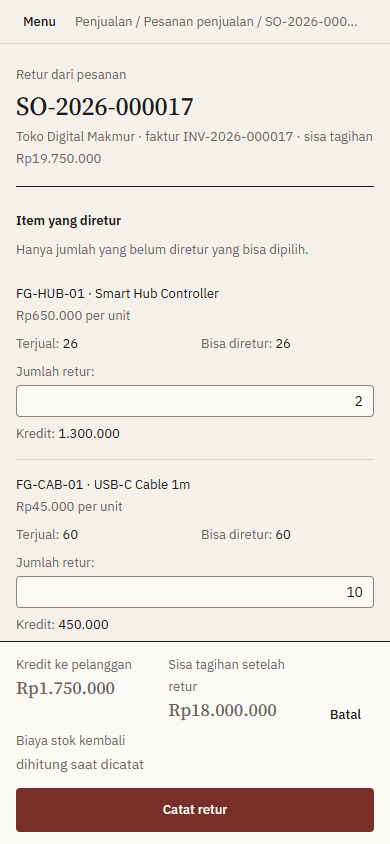 Menu Penjualan / Pesanan penjualan / SO-2026-000...
Retur dari pesanan
SO-2026-000017
Toko Digital Makmur · faktur INV-2026-000017 · sisa tagihan
Rp19.750.000
Item yang diretur
Hanya jumlah yang belum diretur yang bisa dipilih.
FG-HUB-01 · Smart Hub Controller
Rp650.000 per unit
Terjual: 26 Bisa diretur: 26
Jumlah retur:
2
Kredit: 1.300.000
FG-CAB-01 · USB-C Cable 1m
Rp45.000 per unit
Terjual: 60 Bisa diretur: 60
Jumlah retur:
10
Kredit: 450.000
Kredit ke pelanggan
Rp1.750.000
Sisa tagihan setelah
retur
Rp18.000.000
Batal
Biaya stok kembali
dihitung saat dicatat
Catat retur